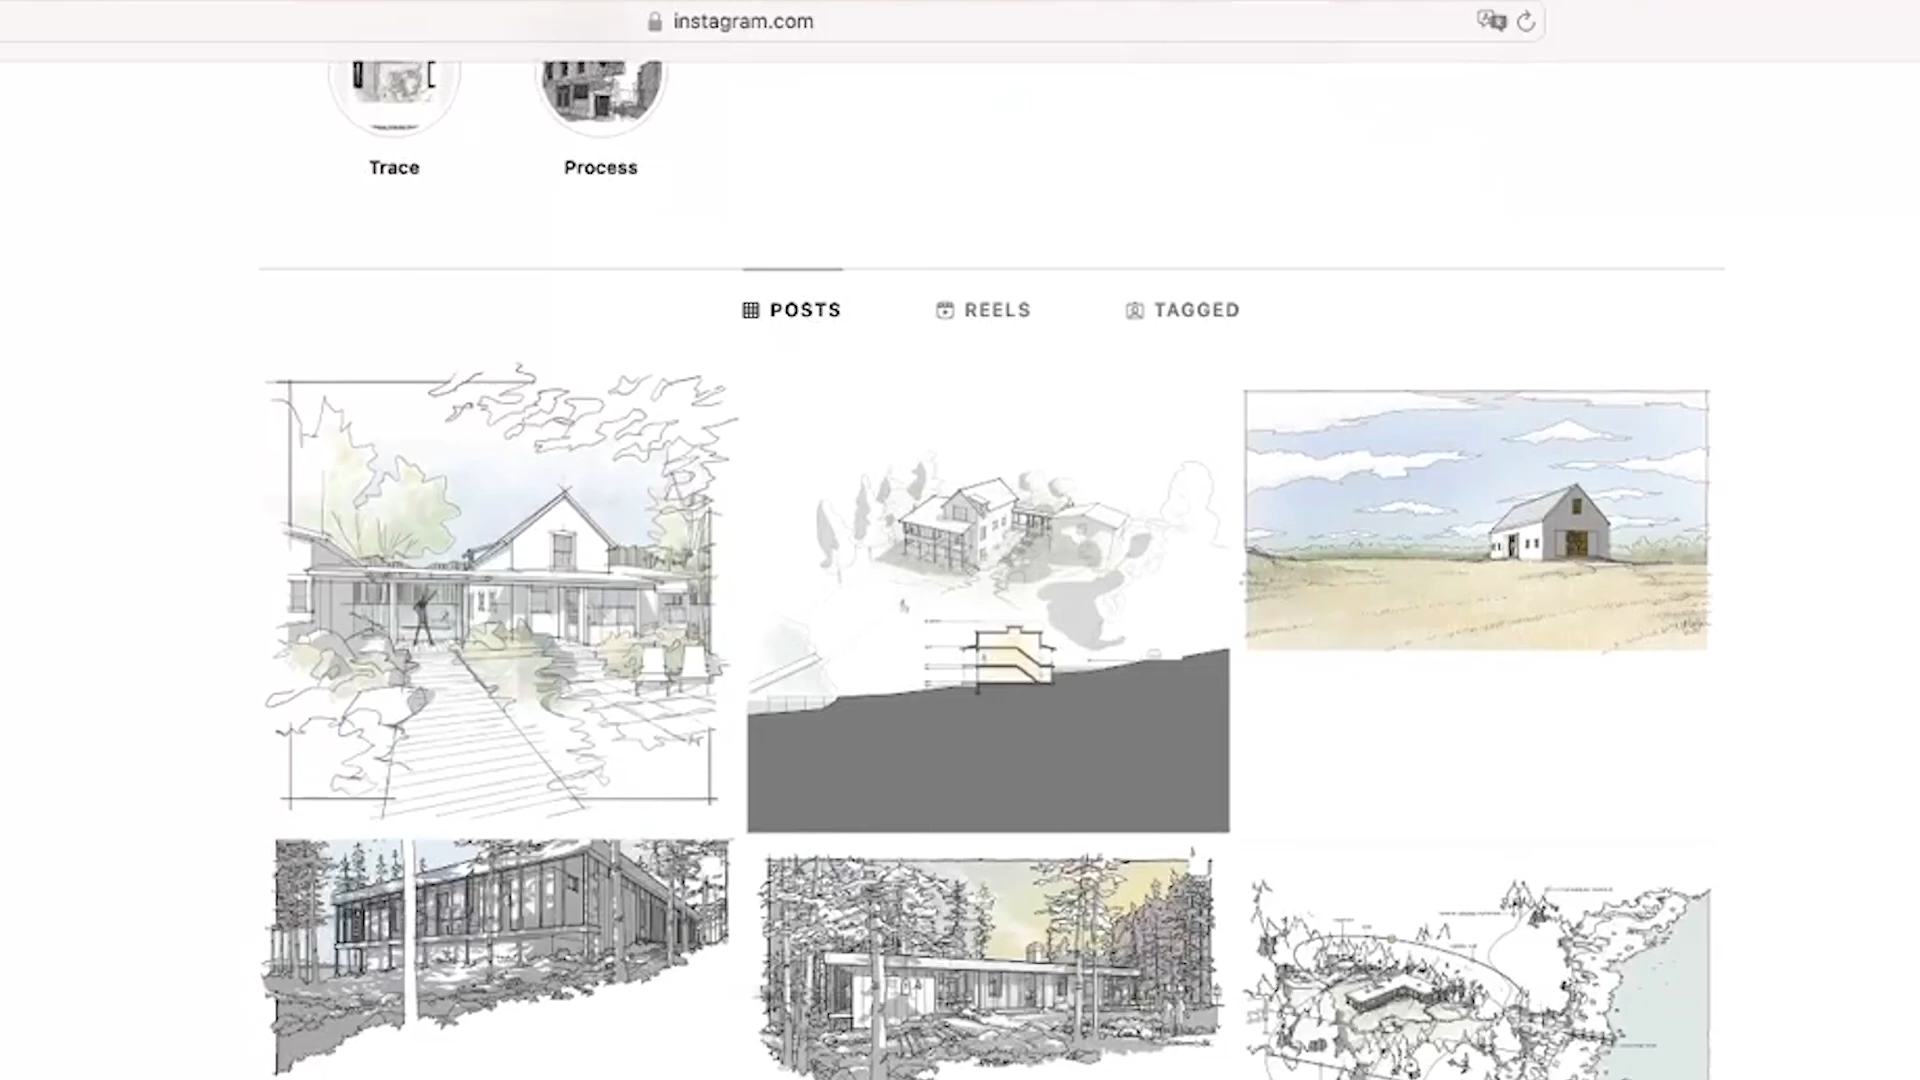 instagram.com
Trace
Process
POSTS
REELS
TAGGED